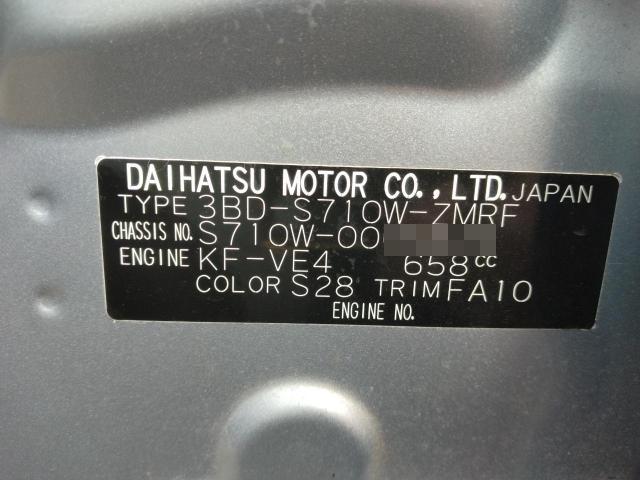 DAIHATSU MOTOR CO., LTD. JAPAN
TYPE 3BD-S710W-ZMRF
CHASSIS NO. S710W-00
ENGINE KF-VE4 658cc
COLOR S28 TRIM FA10
ENGINE NO.